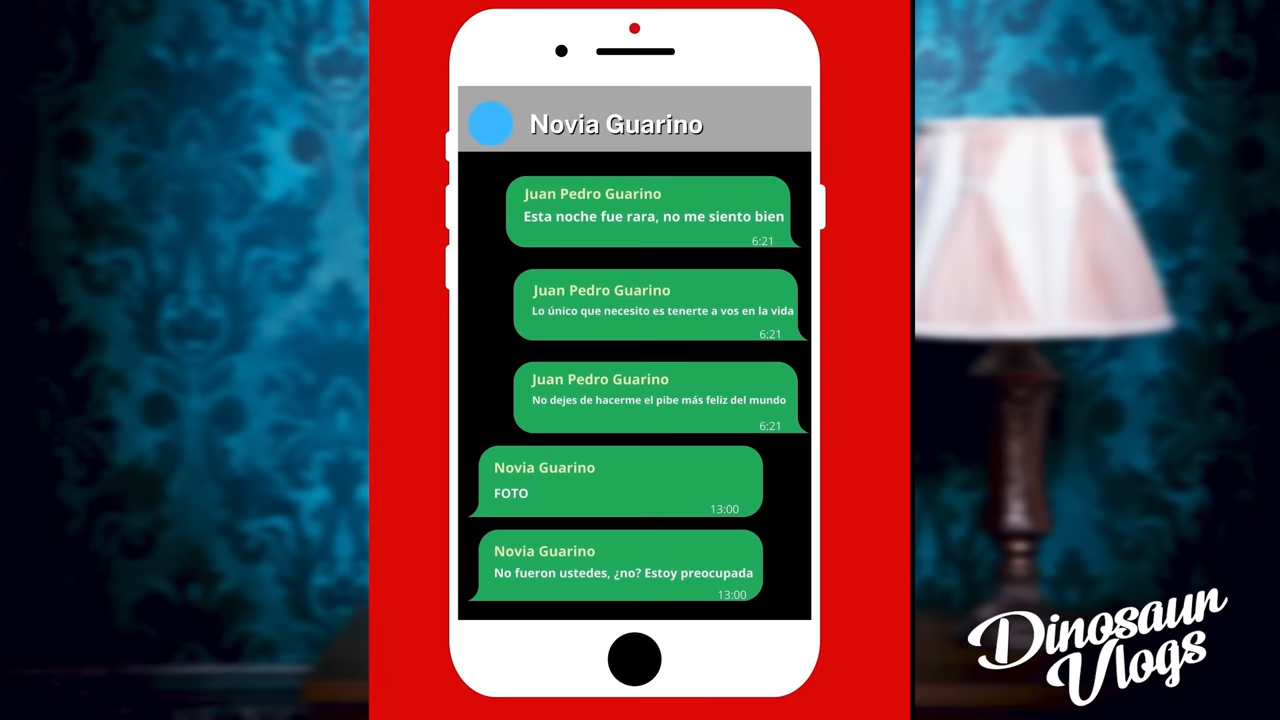 Novia Guarino
Juan Pedro Guarino
Esta noche fue rara, no me siento bien
6:21
Juan Pedro Guarino
Lo único que necesito es tenerte a vos en la vida
6:21
Juan Pedro Guarino
No dejes de hacerme el pibe más feliz del mundo
6:21
Novia Guarino
FOTO
13:00
Novia Guarino
No fueron ustedes, ¿no? Estoy preocupada
13:00
Dinosaur
Vlogs